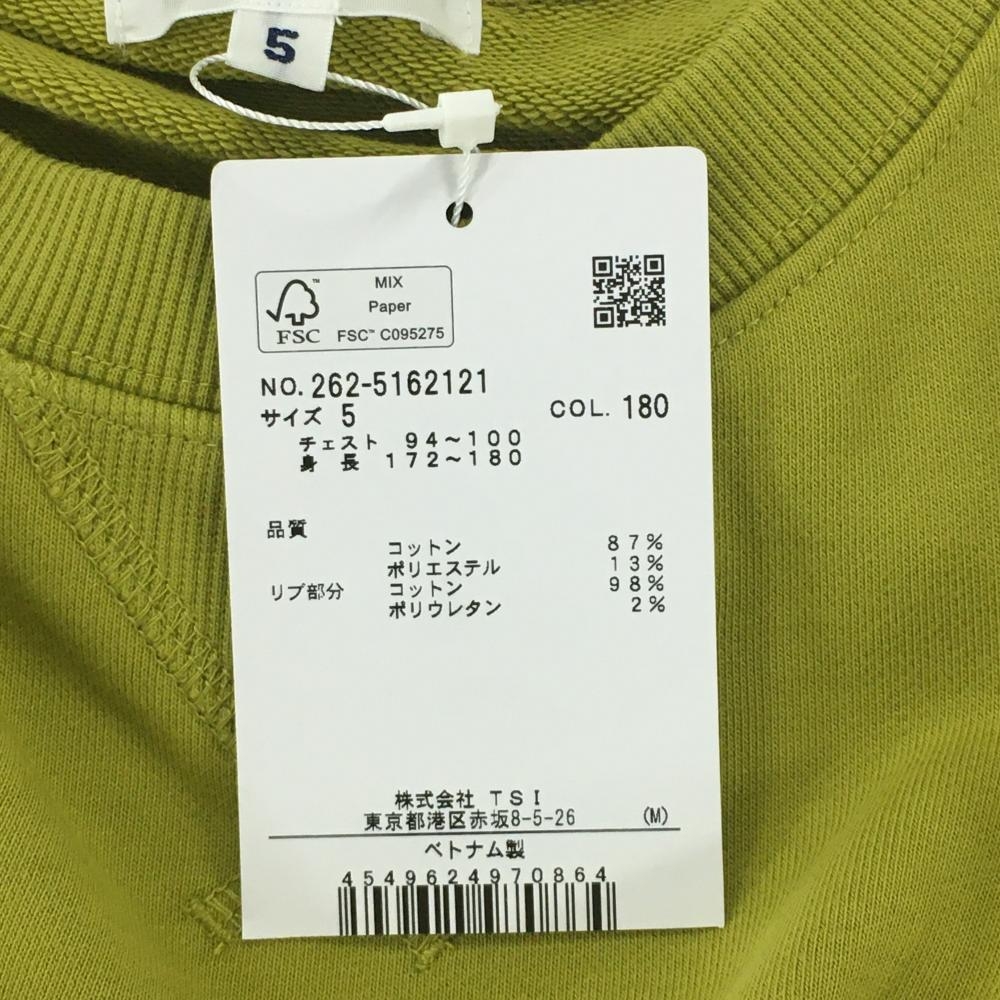 5
MIX
Paper
FSC™ C095275
FSC
NO. 262-5162121
サイズ 5
COL. 180
チェスト 94～100
身長 172～180
品質
コットン 87%
ポリエステル 13%
リブ部分 コットン 98%
ポリウレタン 2%
株式会社 TSI
東京都港区赤坂8-5-26 (M)
ベトナム製
4549624970864